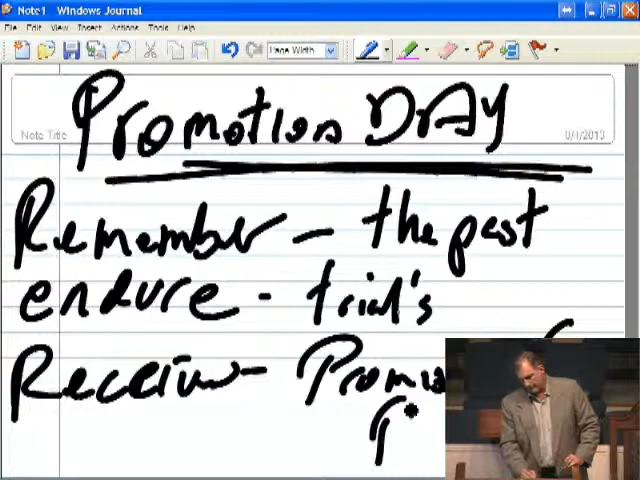 Note1 - Windows Journal
File Edit View Insert Actions Tools Help
Page Width
Promotion DAY
Note Title
Remember - the past
endure - trial's
Receive - Promis